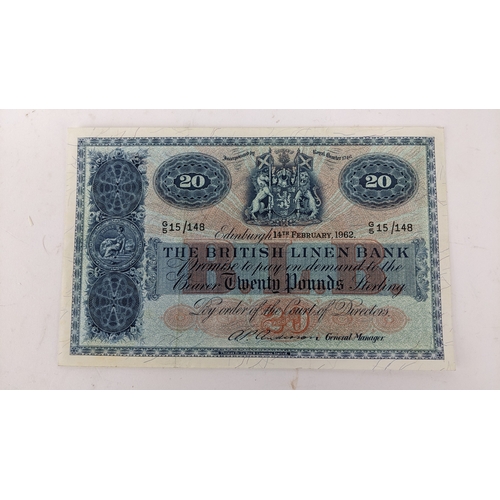 Incorporated by Royal Charter 1746
20 20
G/5 15/148 G/5 15/148
Edinburgh, 14TH FEBRUARY, 1962.
THE BRITISH LINEN BANK
Promise to pay on demand to the
Bearer Twenty Pounds Sterling
By order of the Court of Directors,
20
General Manager